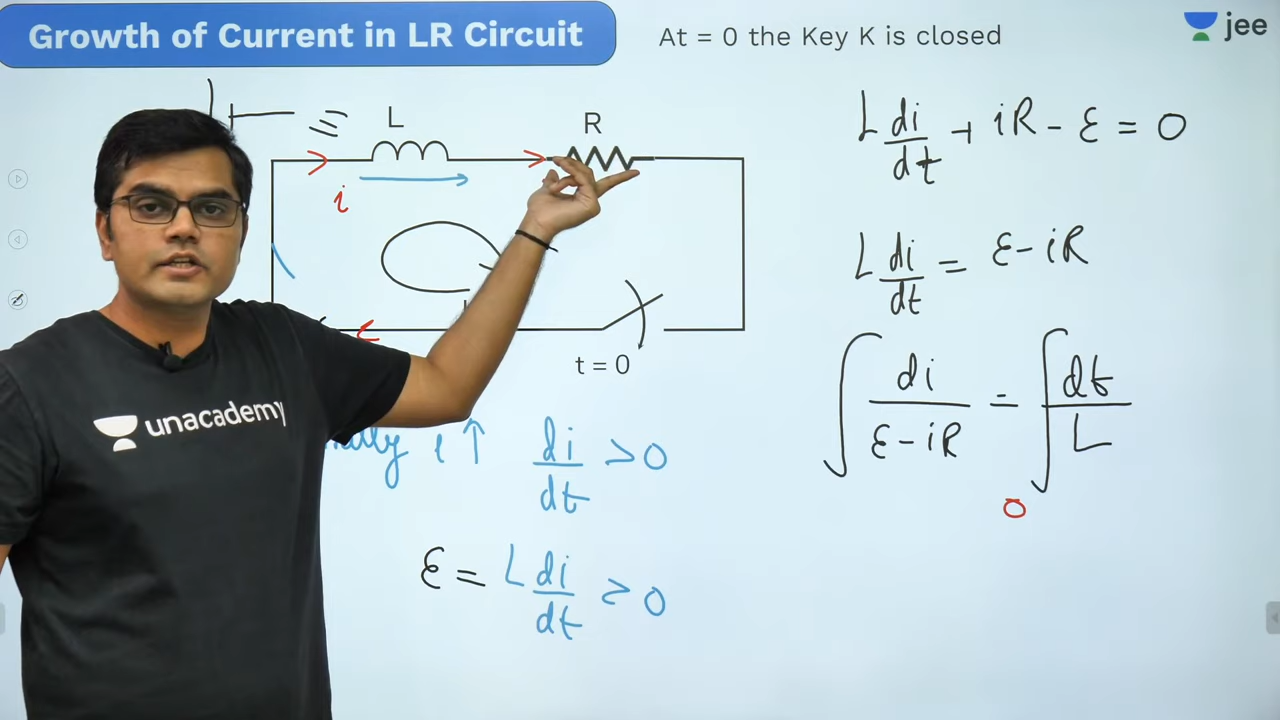 Growth of Current in LR Circuit
At = 0 the Key K is closed
jee
L
R
i
t = 0
unacademy
i ↑ di/dt > 0
ε = L di/dt > 0
L di/dt + iR - ε = 0
L di/dt = ε - iR
∫ di/(ε - iR) = ∫ dt/L
0